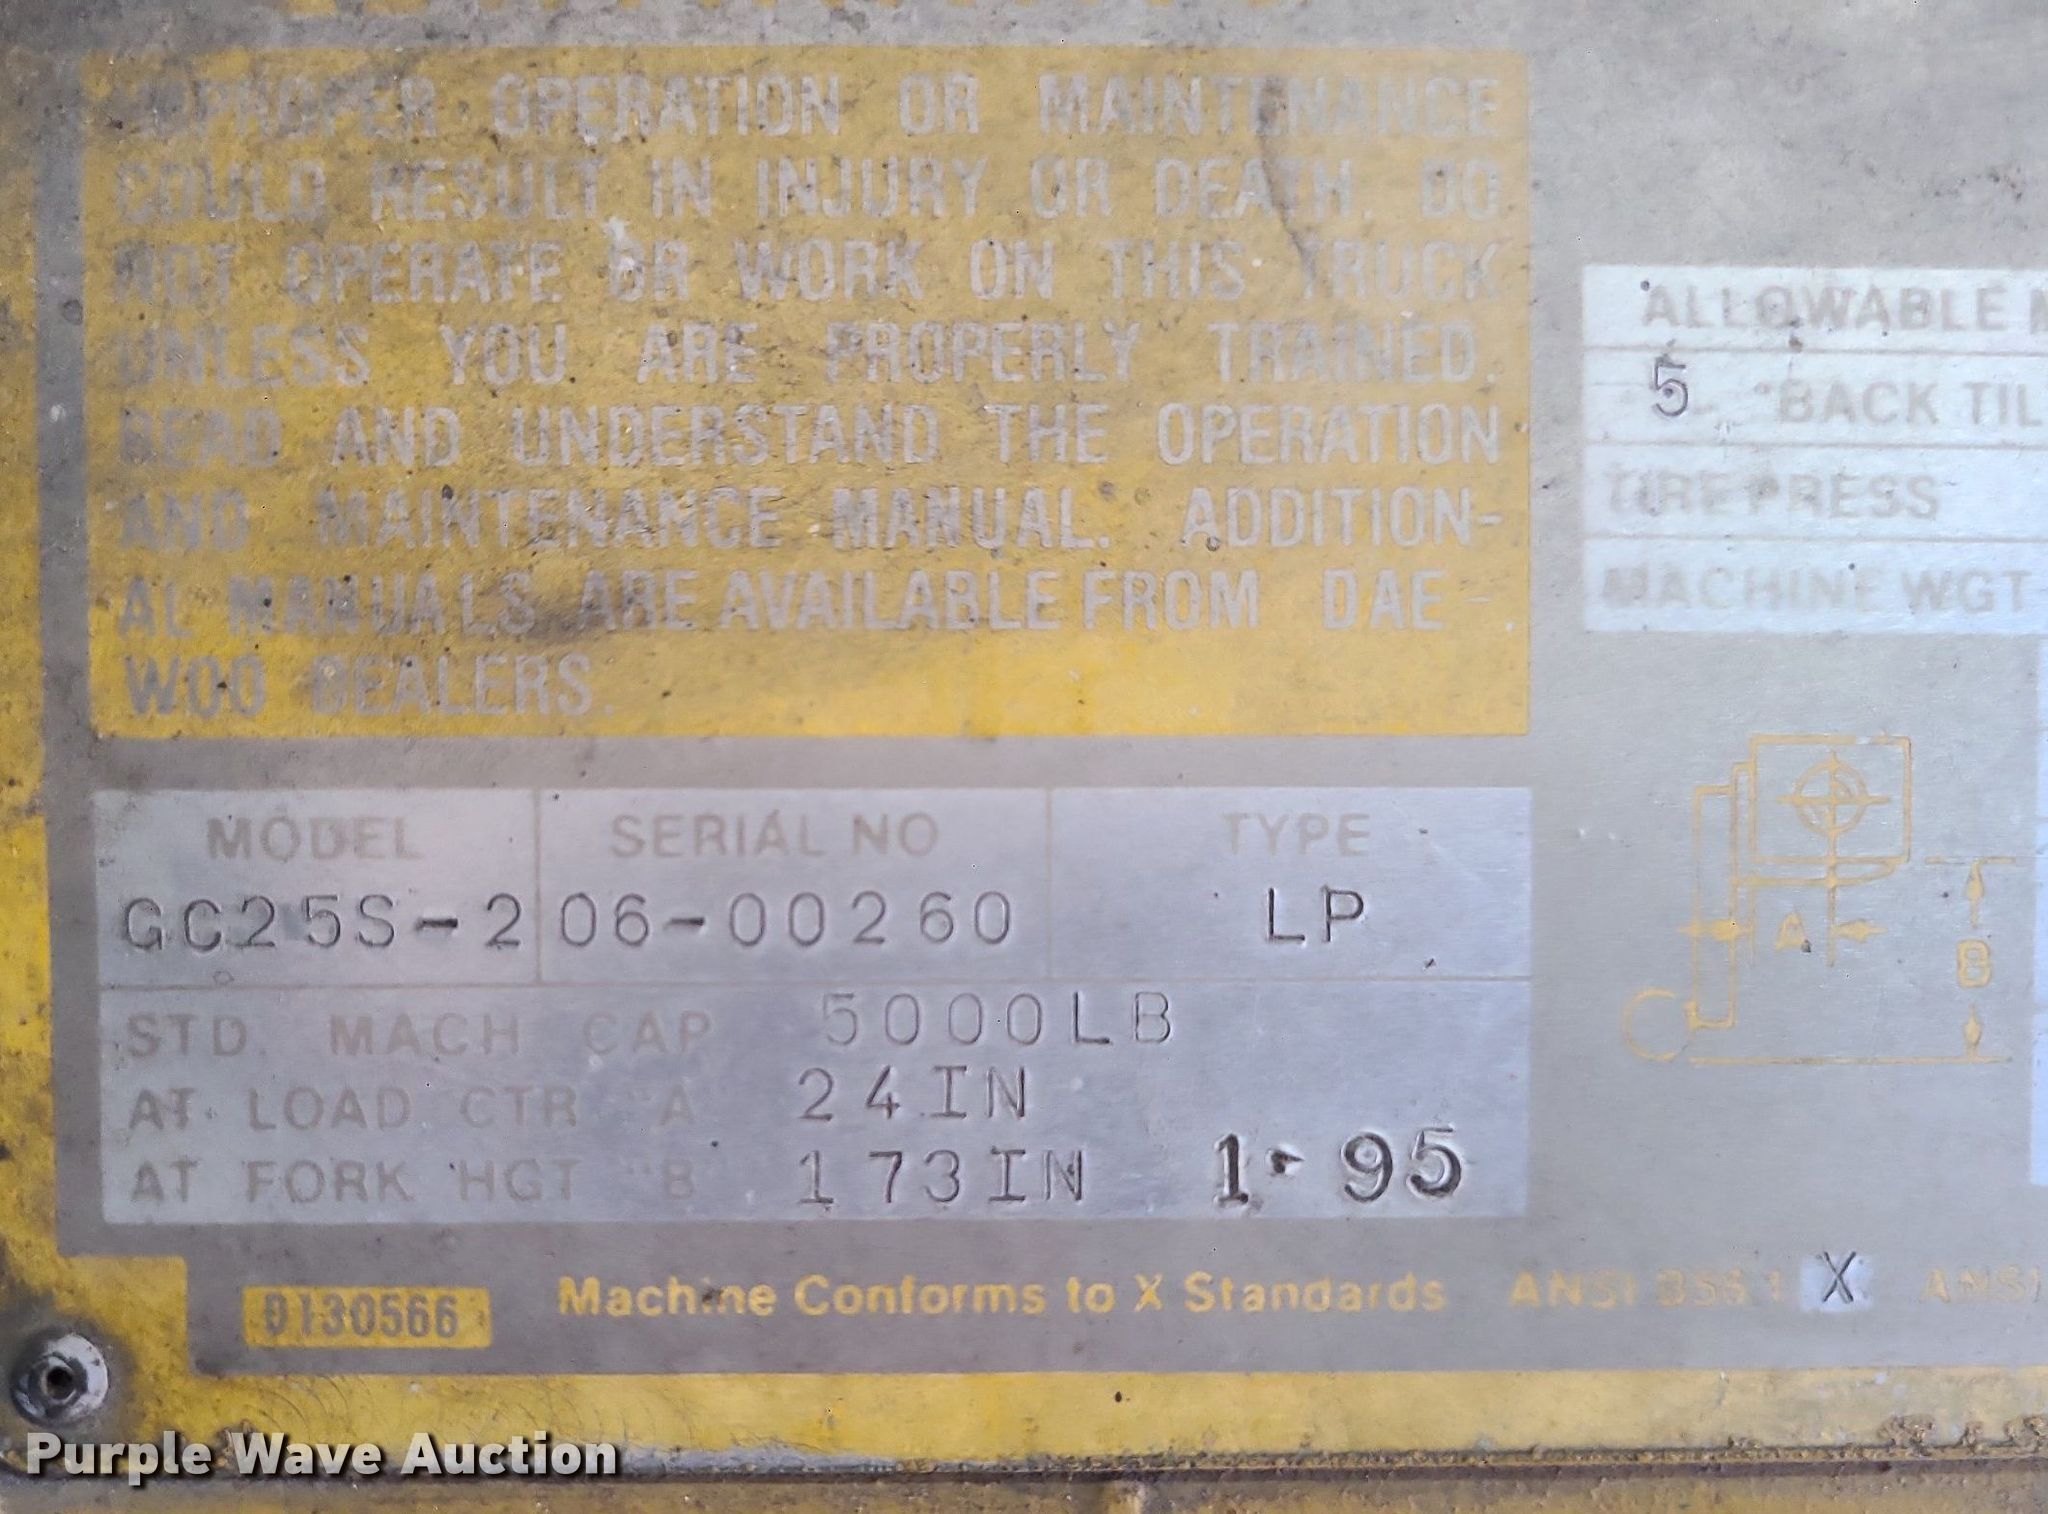 IMPROPER OPERATION OR MAINTENANCE
COULD RESULT IN INJURY OR DEATH. DO
NOT OPERATE OR WORK ON THIS TRUCK
UNLESS YOU ARE PROPERLY TRAINED.
READ AND UNDERSTAND THE OPERATION
AND MAINTENANCE MANUAL. ADDITION-
AL MANUALS ARE AVAILABLE FROM DAE-
WOO DEALERS.
ALLOWABLE
5 °BACK TIL
TIRE PRESS
MACHINE WGT
MODEL SERIAL NO TYPE
GC25S-2 06-00260 LP
STD. MACH CAP 5000LB
AT LOAD CTR "A 24IN
AT FORK HGT "B 173IN 1-95
A
B
D130566
Machine Conforms to X Standards ANSI B56.1 X ANSI
Purple Wave Auction